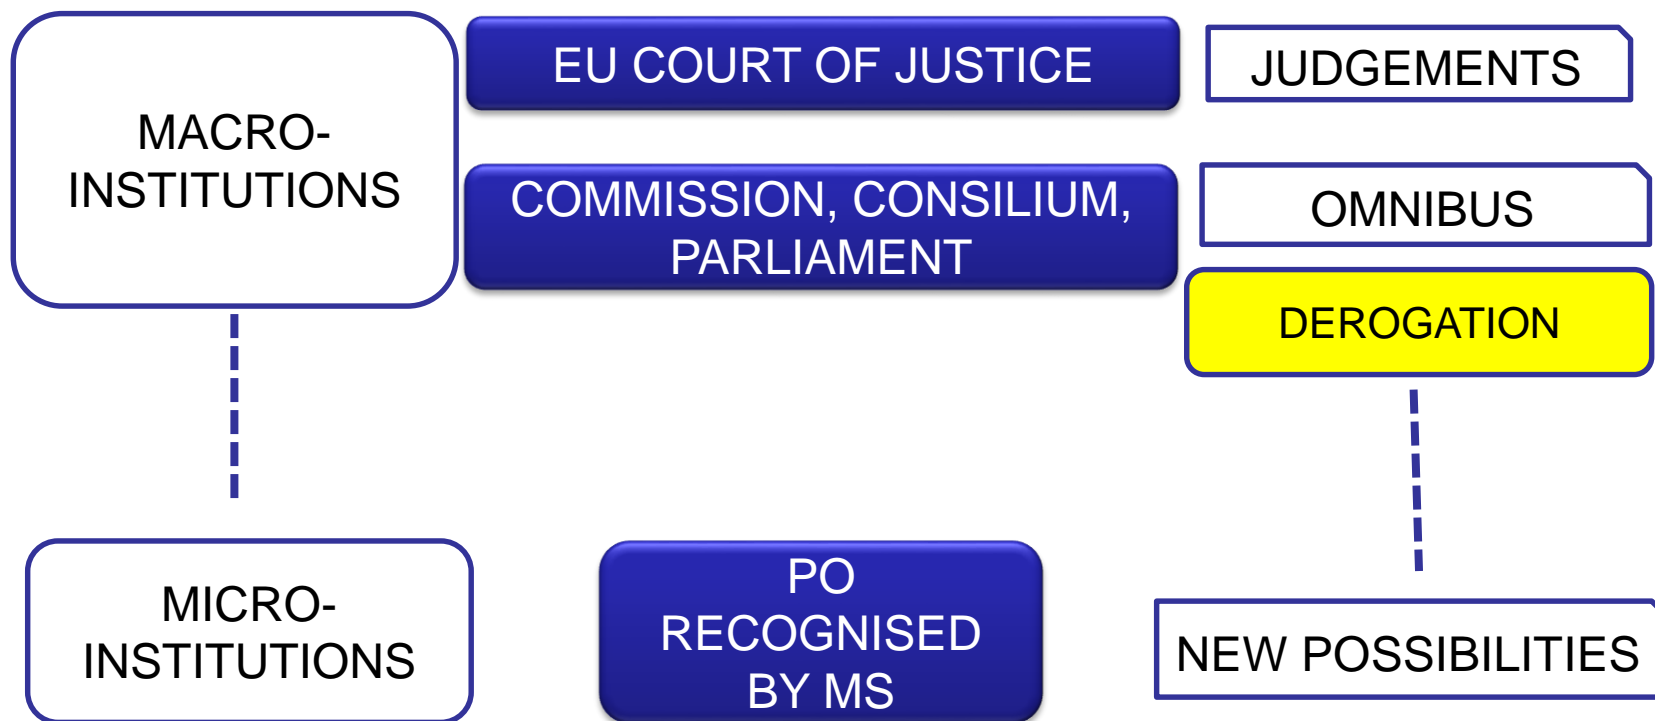 MACRO-
INSTITUTIONS
EU COURT OF JUSTICE
JUDGEMENTS
COMMISSION, CONSILIUM,
PARLIAMENT
OMNIBUS
DEROGATION
MICRO-
INSTITUTIONS
PO
RECOGNISED
BY MS
NEW POSSIBILITIES